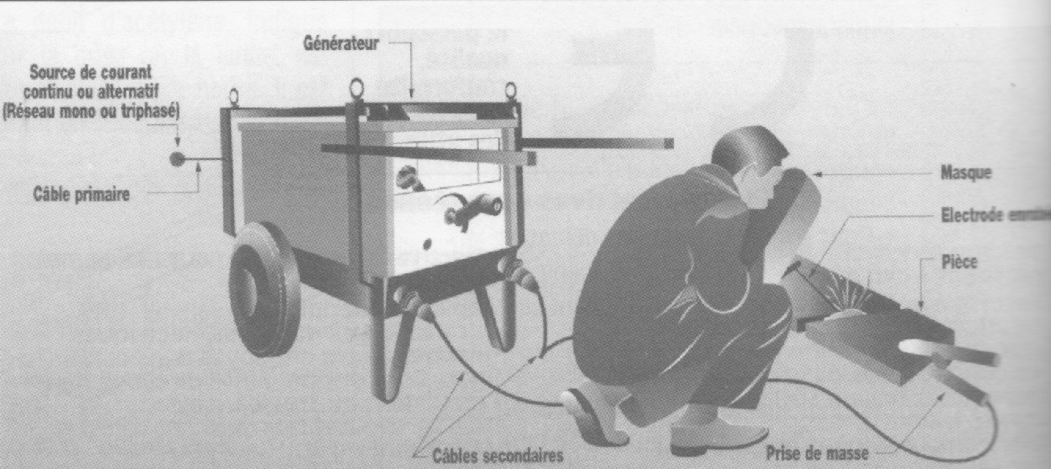 Générateur
Source de courant
continu ou alternatif
(Réseau mono ou triphasé)
Câble primaire
Masque
Electrode
Pièce
Câbles secondaires
Prise de masse